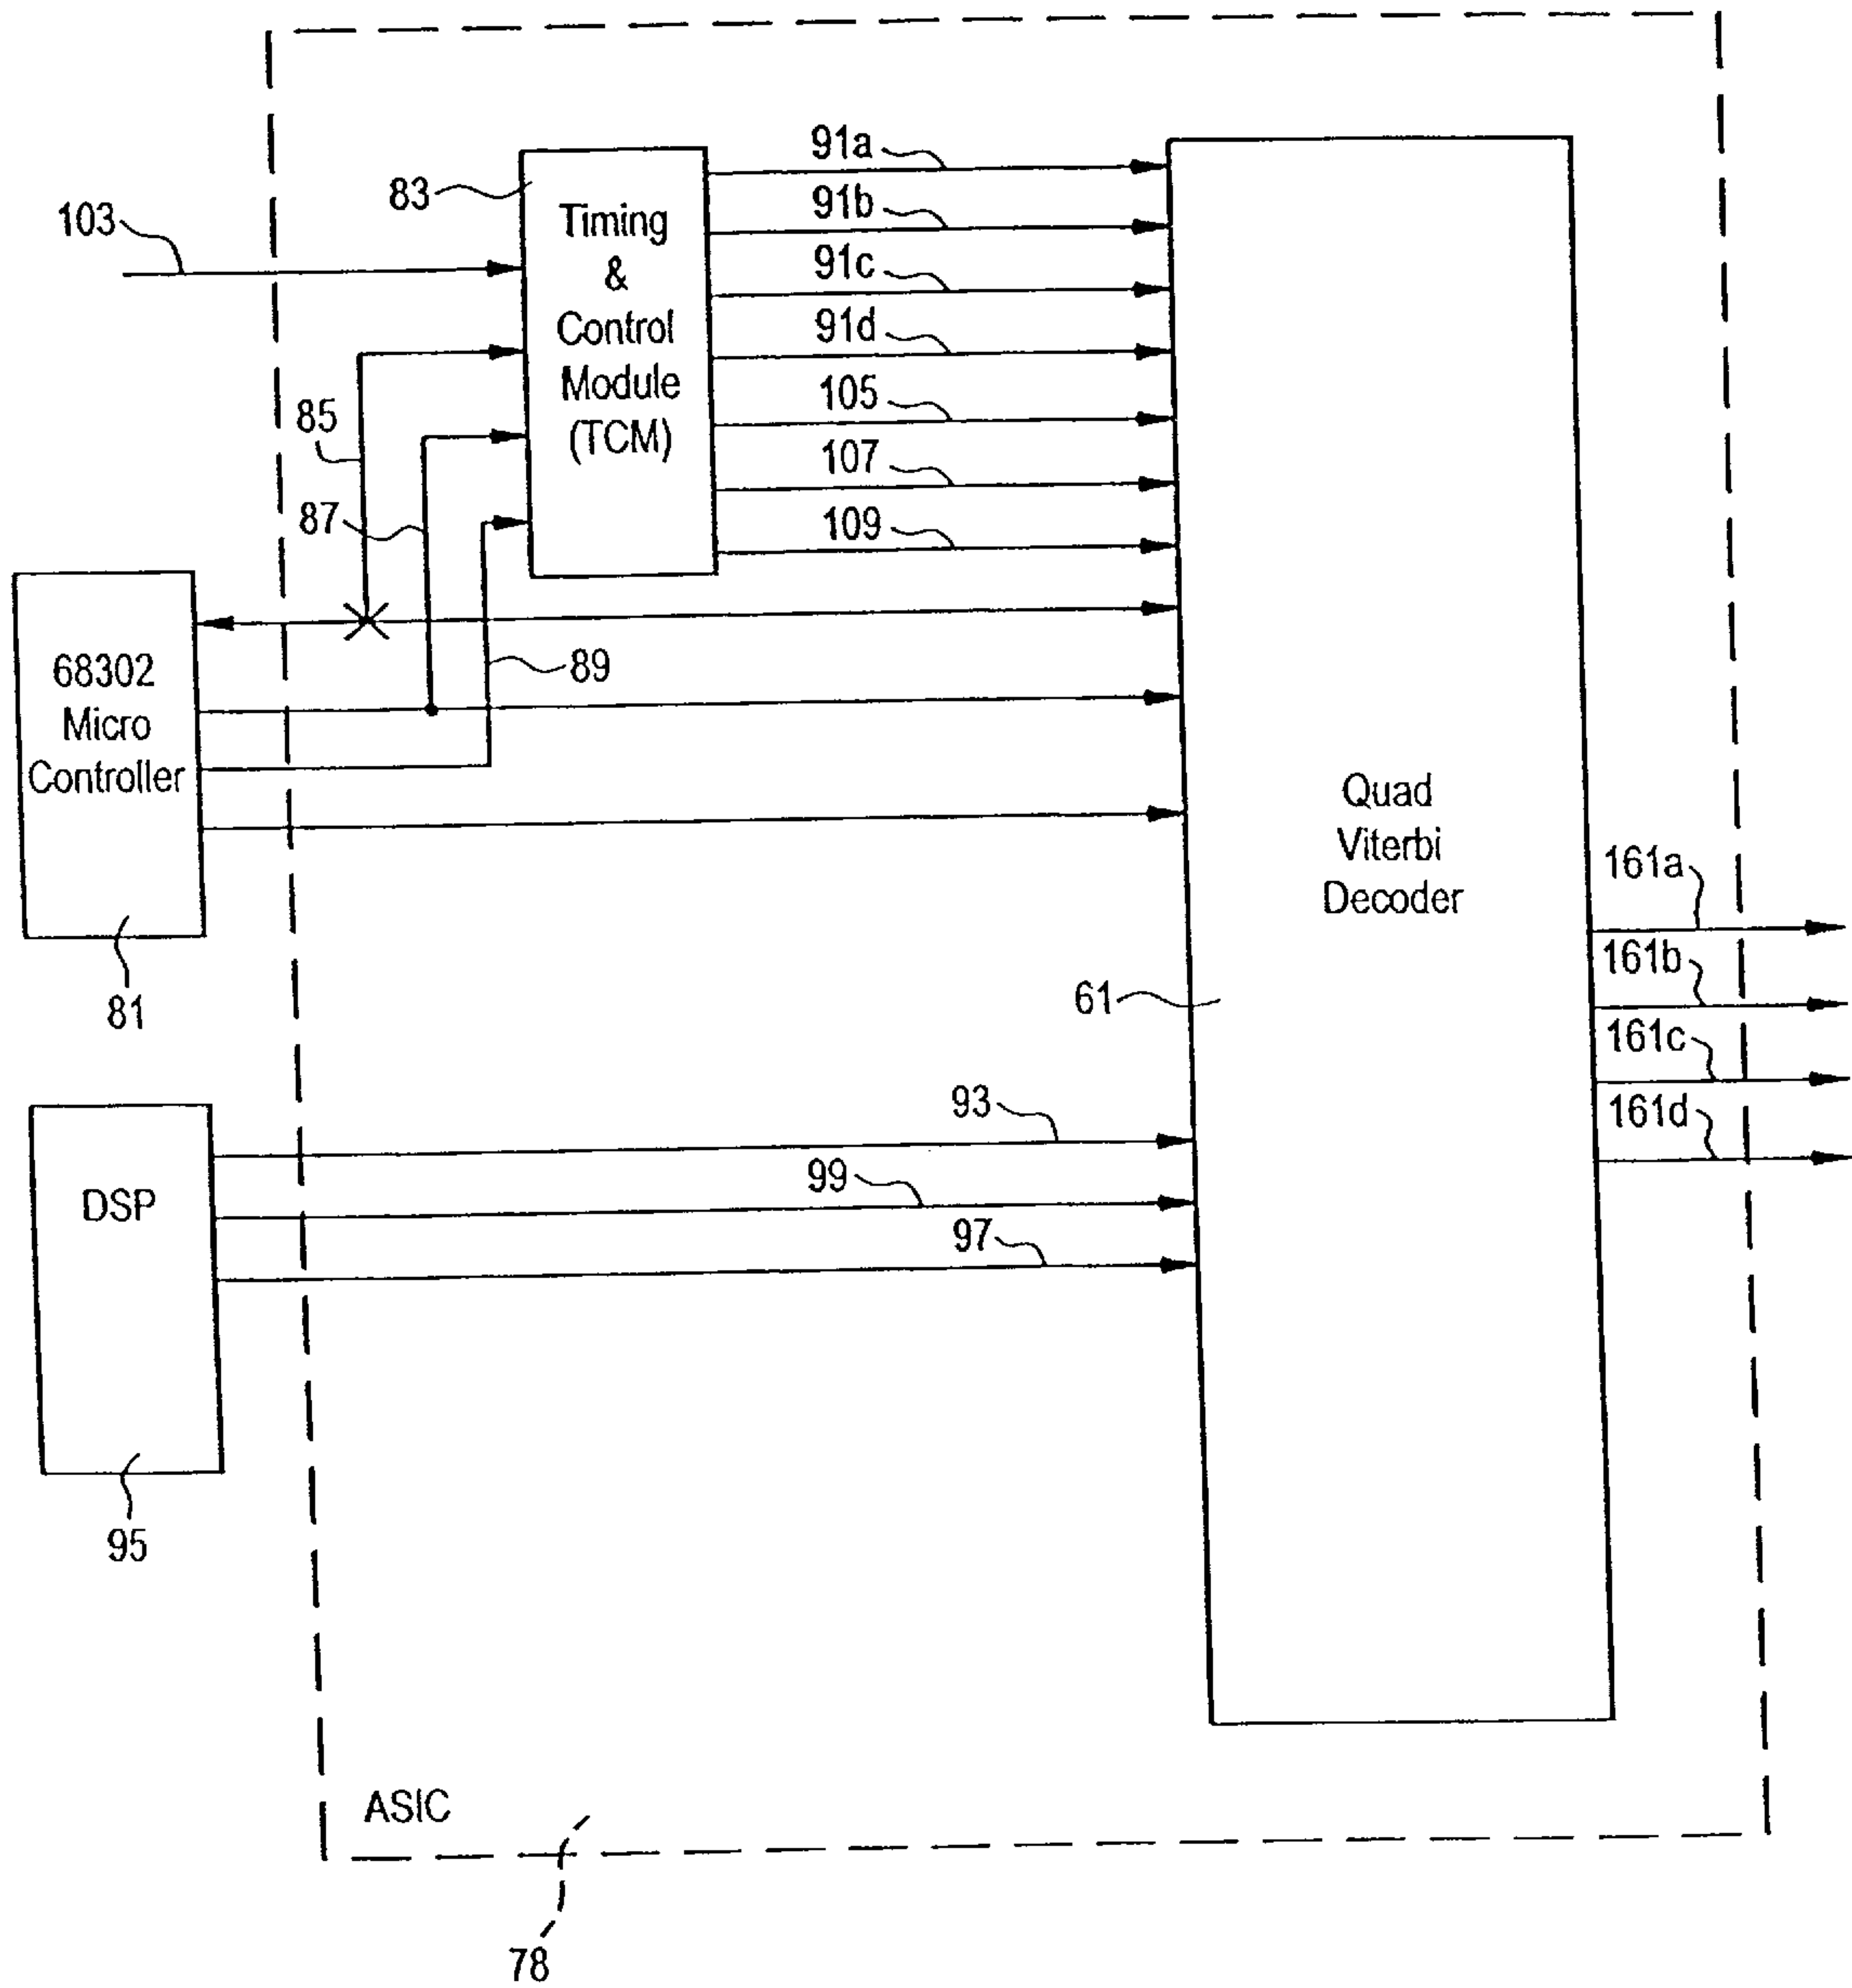 91a
83
91b
103
Timing
&
Control
Module
(TCM)
91c
91d
85
105
107
87
109
68302
Micro
Controller
89
Quad
Viterbi
Decoder
161a
161b
61
81
161c
93
161d
DSP
99
97
95
ASIC
78